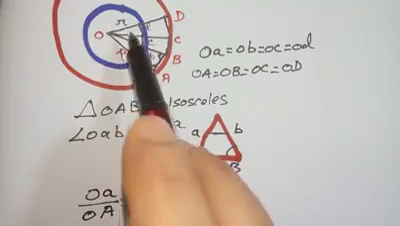 r
D
O
C
B
A
Oa=ob=oc=od
OA=OB=OC=OD
△OAB Isosceles
∠oab
a b
B
Oa
OA